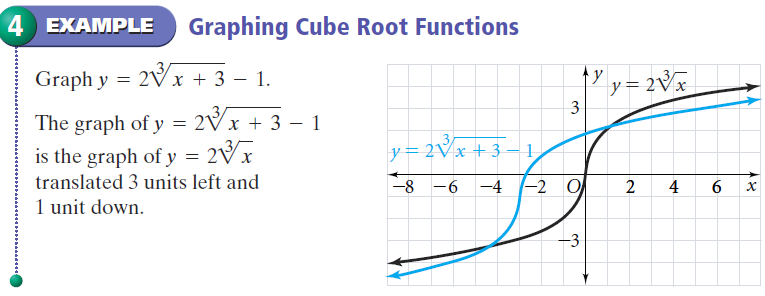 4 EXAMPLE Graphing Cube Root Functions
Graph y = 2∛x + 3 − 1.
The graph of y = 2∛x + 3 − 1
is the graph of y = 2∛x
translated 3 units left and
1 unit down.
y
y = 2∛x
3
y = 2∛x + 3 − 1
−8 −6 −4 −2 O 2 4 6 x
−3